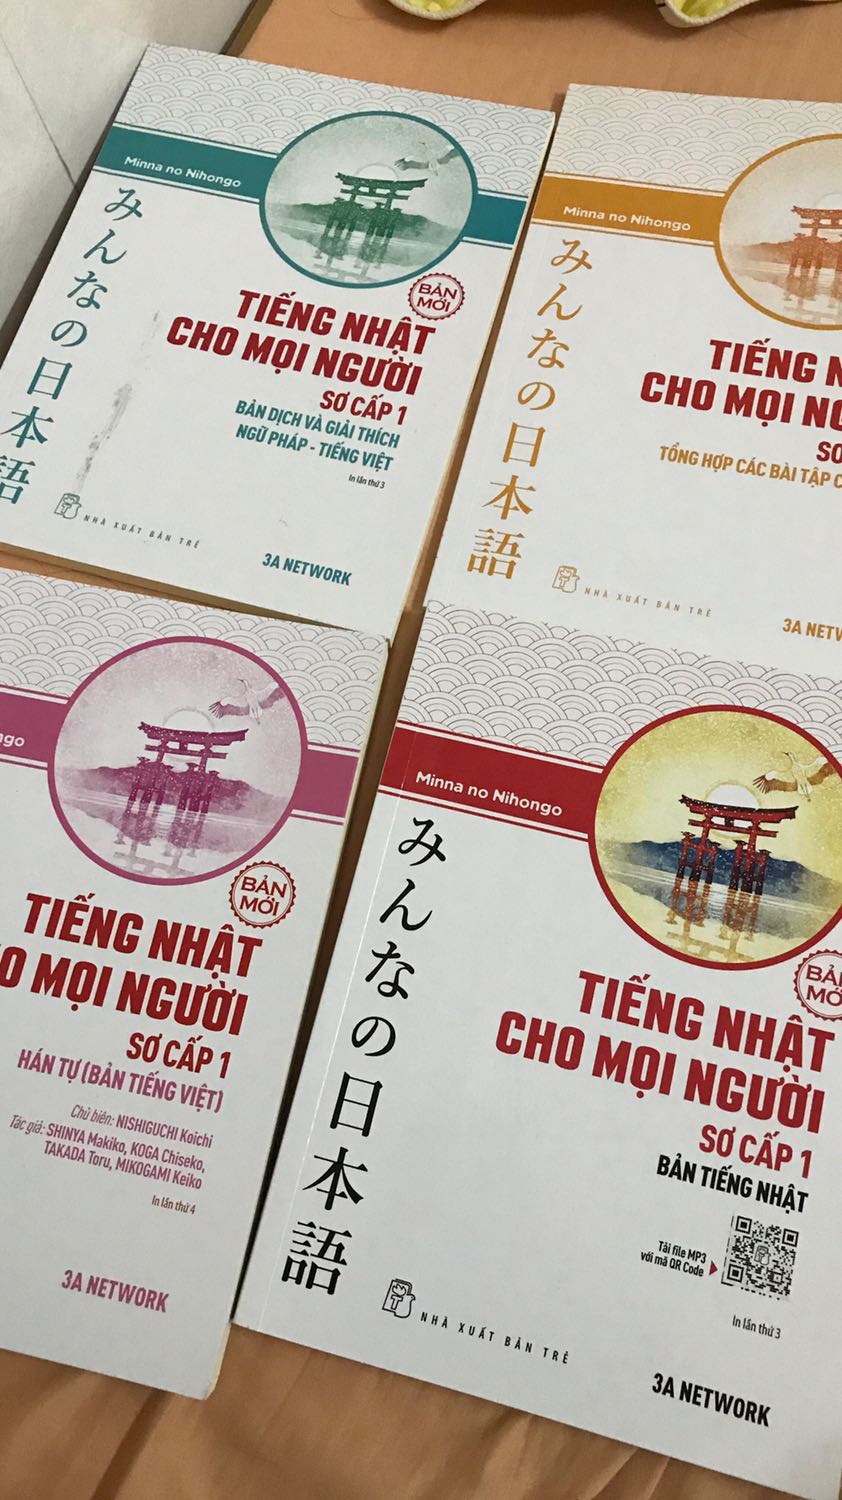 Minna no Nihongo
みんなの日本語
BẢN
MỚI
TIẾNG NHẬT
CHO MỌI NGƯỜI
SƠ CẤP 1
BẢN DỊCH VÀ GIẢI THÍCH
NGỮ PHÁP - TIẾNG VIỆT
In lần thứ 3
NHÀ XUẤT BẢN TRẺ
3A NETWORK
Minna no Nihongo
みんなの日本語
TIẾNG
CHO MỌI
TỔNG HỢP CÁC BÀI TẬP
NHÀ XUẤT BẢN TRẺ
3A
BẢN
MỚI
TIẾNG NHẬT
MỌI NGƯỜI
SƠ CẤP 1
HÁN TỰ (BẢN TIẾNG VIỆT)
Chủ biên: NISHIGUCHI Koichi
Tác giả: SHINYA Makiko, KOGA Chiseko,
TAKADA Toru, MIKOGAMI Keiko
In lần thứ 4
3A NETWORK
Minna no Nihongo
みんなの日本語
TIẾNG NHẬT
CHO MỌI NGƯỜI
SƠ CẤP 1
BẢN TIẾNG NHẬT
Tải file MP3
với mã QR Code
In lần thứ 3
NHÀ XUẤT BẢN TRẺ
3A NETWORK